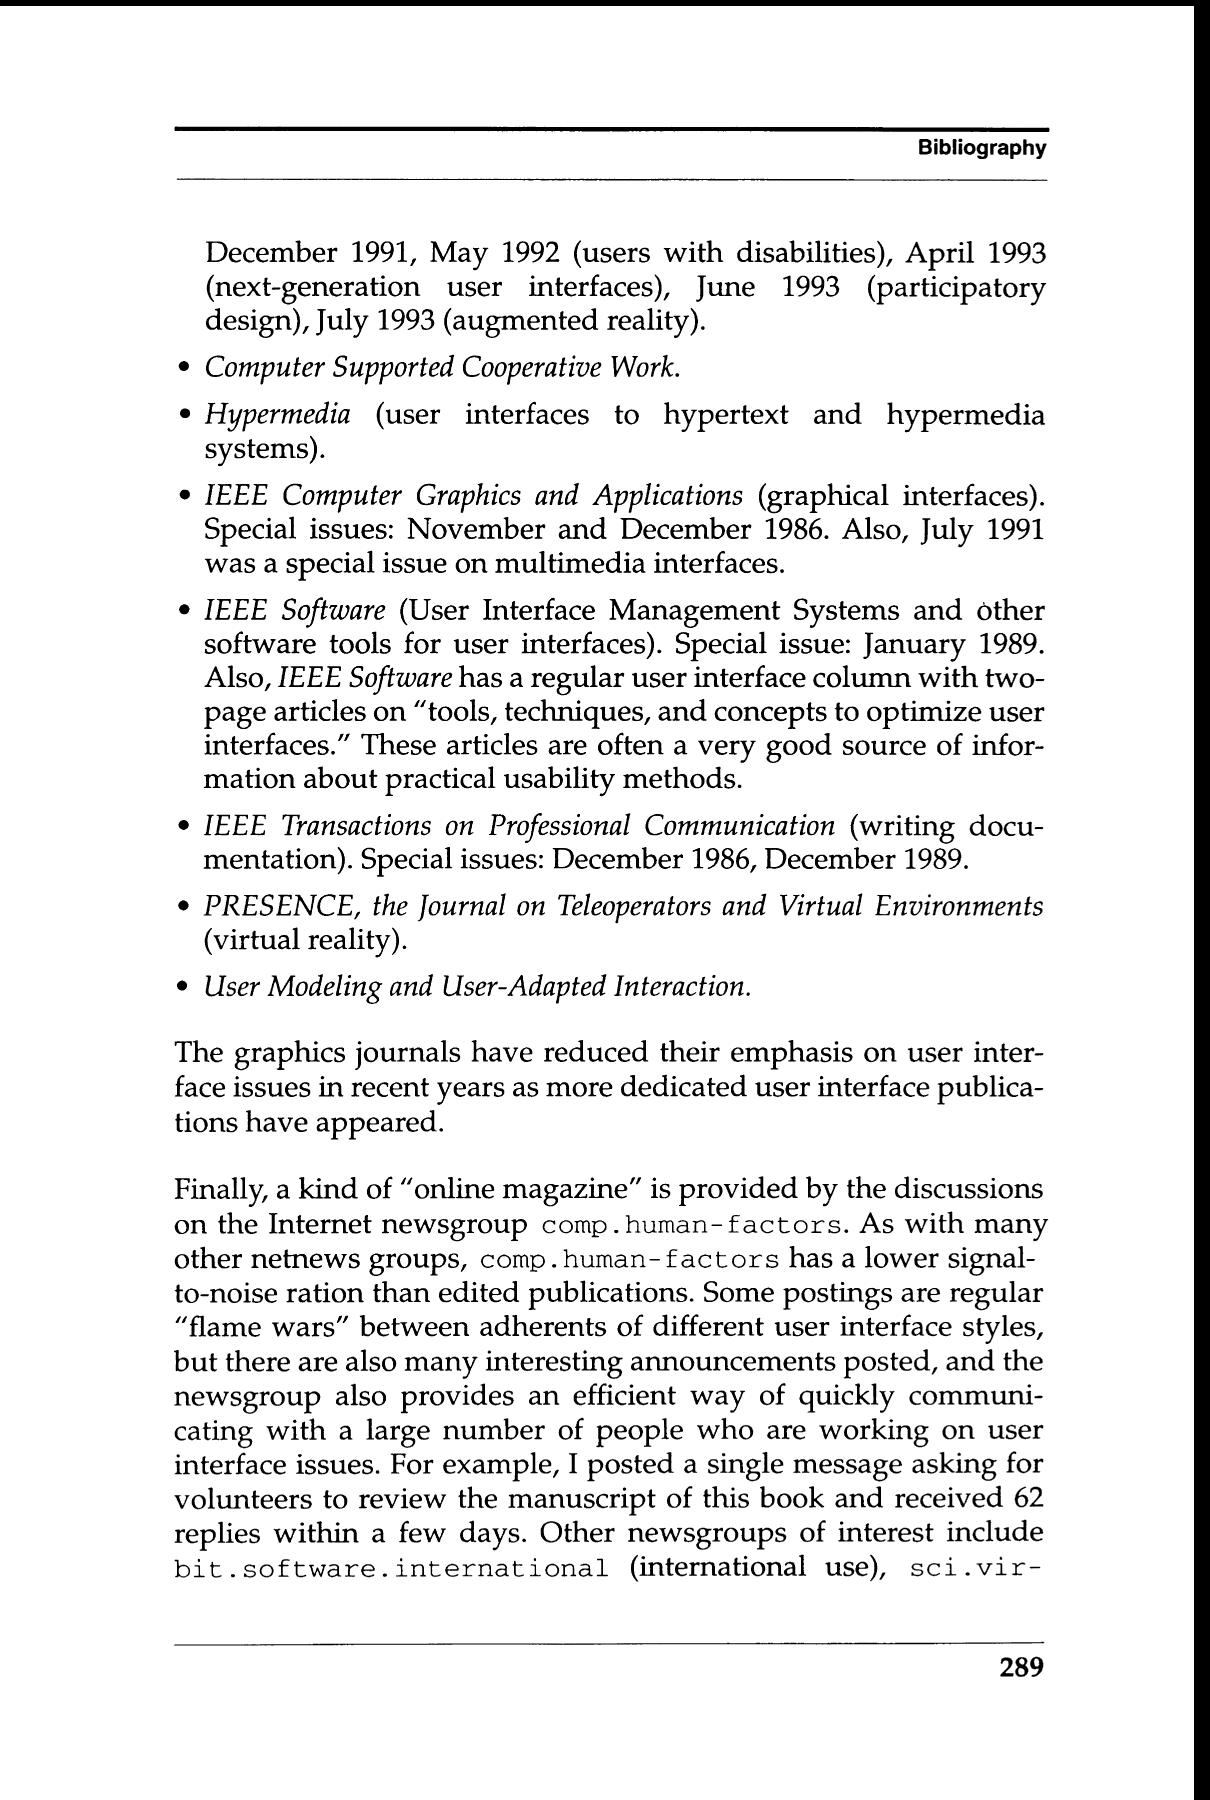 Bibliography
December 1991, May 1992 (users with disabilities), April 1993
(next-generation user interfaces), June 1993 (participatory
design), July 1993 (augmented reality).
• Computer Supported Cooperative Work.
• Hypermedia (user interfaces to hypertext and hypermedia
systems).
• IEEE Computer Graphics and Applications (graphical interfaces).
Special issues: November and December 1986. Also, July 1991
was a special issue on multimedia interfaces.
• IEEE Software (User Interface Management Systems and other
software tools for user interfaces). Special issue: January 1989.
Also, IEEE Software has a regular user interface column with two-
page articles on "tools, techniques, and concepts to optimize user
interfaces." These articles are often a very good source of infor-
mation about practical usability methods.
• IEEE Transactions on Professional Communication (writing docu-
mentation). Special issues: December 1986, December 1989.
• PRESENCE, the Journal on Teleoperators and Virtual Environments
(virtual reality).
• User Modeling and User-Adapted Interaction.
The graphics journals have reduced their emphasis on user inter-
face issues in recent years as more dedicated user interface publica-
tions have appeared.
Finally, a kind of "online magazine" is provided by the discussions
on the Internet newsgroup comp.human-factors. As with many
other netnews groups, comp.human-factors has a lower signal-
to-noise ration than edited publications. Some postings are regular
"flame wars" between adherents of different user interface styles,
but there are also many interesting announcements posted, and the
newsgroup also provides an efficient way of quickly communi-
cating with a large number of people who are working on user
interface issues. For example, I posted a single message asking for
volunteers to review the manuscript of this book and received 62
replies within a few days. Other newsgroups of interest include
bit.software.international (international use), sci.vir-
289